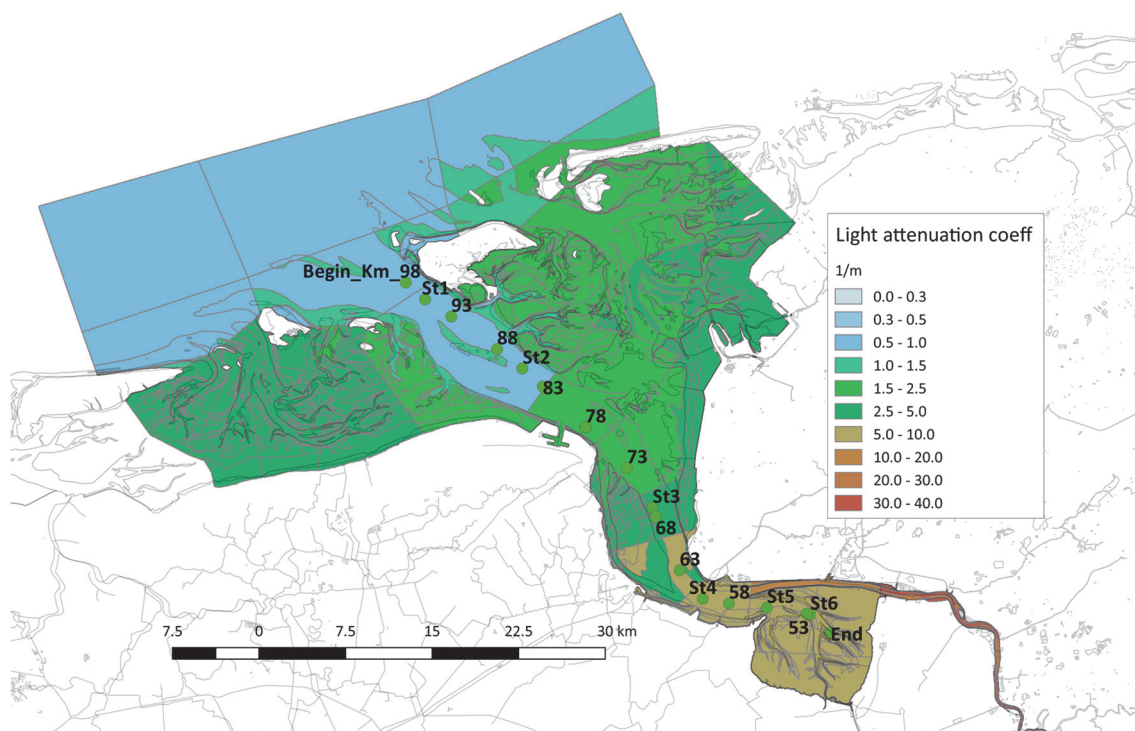 Begin_Km_98
St1
93
88
St2
83
78
73
St3
68
63
St4
58
St5
St6
53
End
7.5 0 7.5 15 22.5 30 km
Light attenuation coeff
1/m
0.0 - 0.3
0.3 - 0.5
0.5 - 1.0
1.0 - 1.5
1.5 - 2.5
2.5 - 5.0
5.0 - 10.0
10.0 - 20.0
20.0 - 30.0
30.0 - 40.0